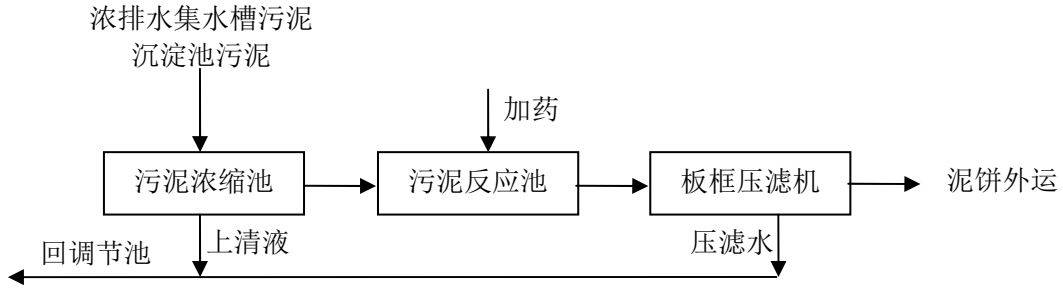 浓排水集水槽污泥
沉淀池污泥
加药
污泥浓缩池
污泥反应池
板框压滤机
泥饼外运
上清液
压滤水
回调节池